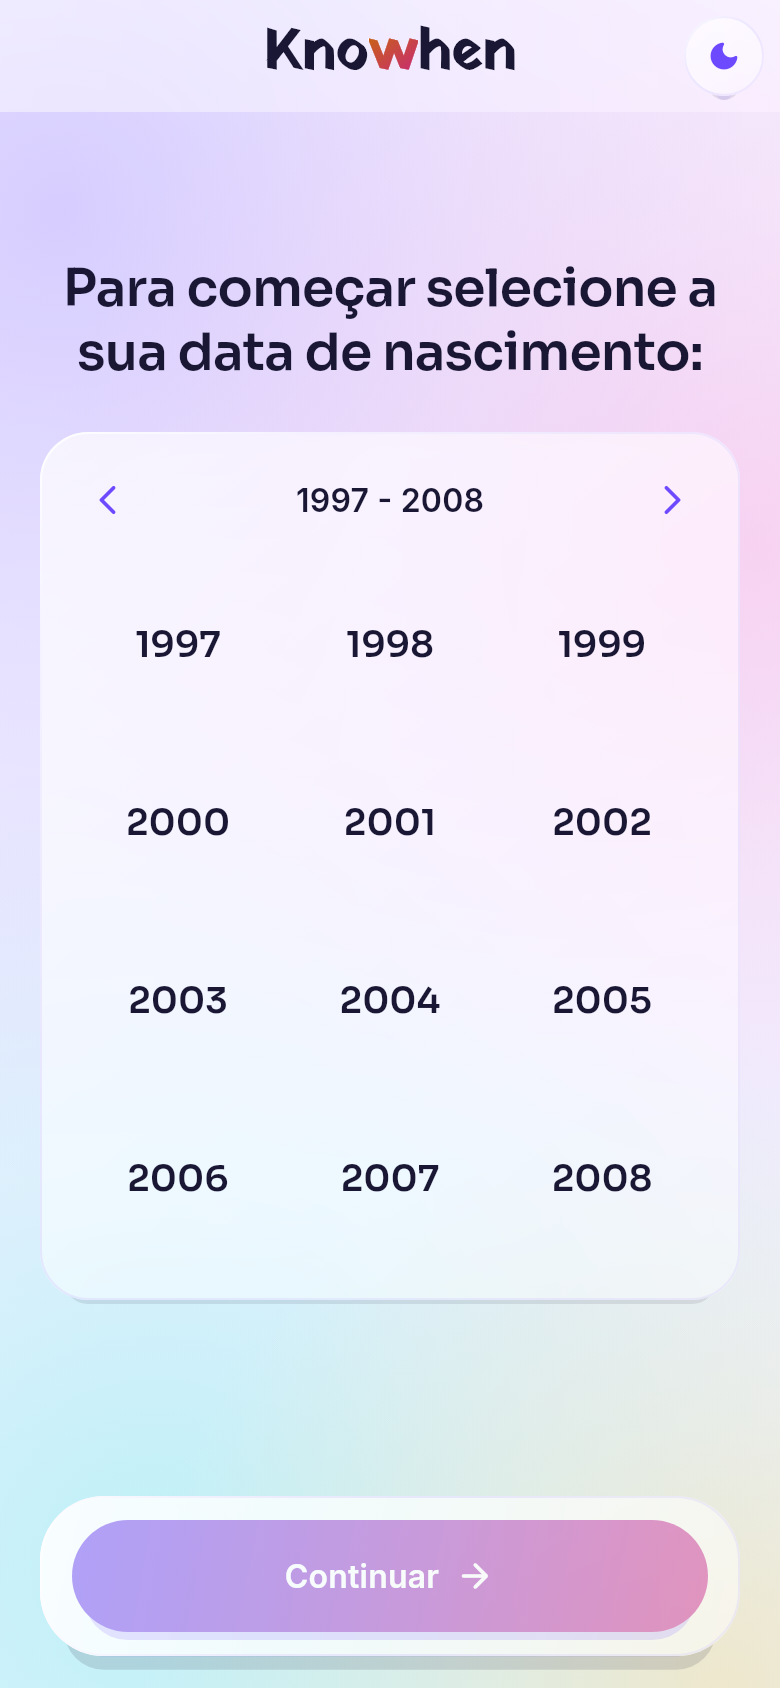 Knowhen
Para começar selecione a
sua data de nascimento:
1997 - 2008
1997 1998 1999
2000 2001 2002
2003 2004 2005
2006 2007 2008
Continuar →